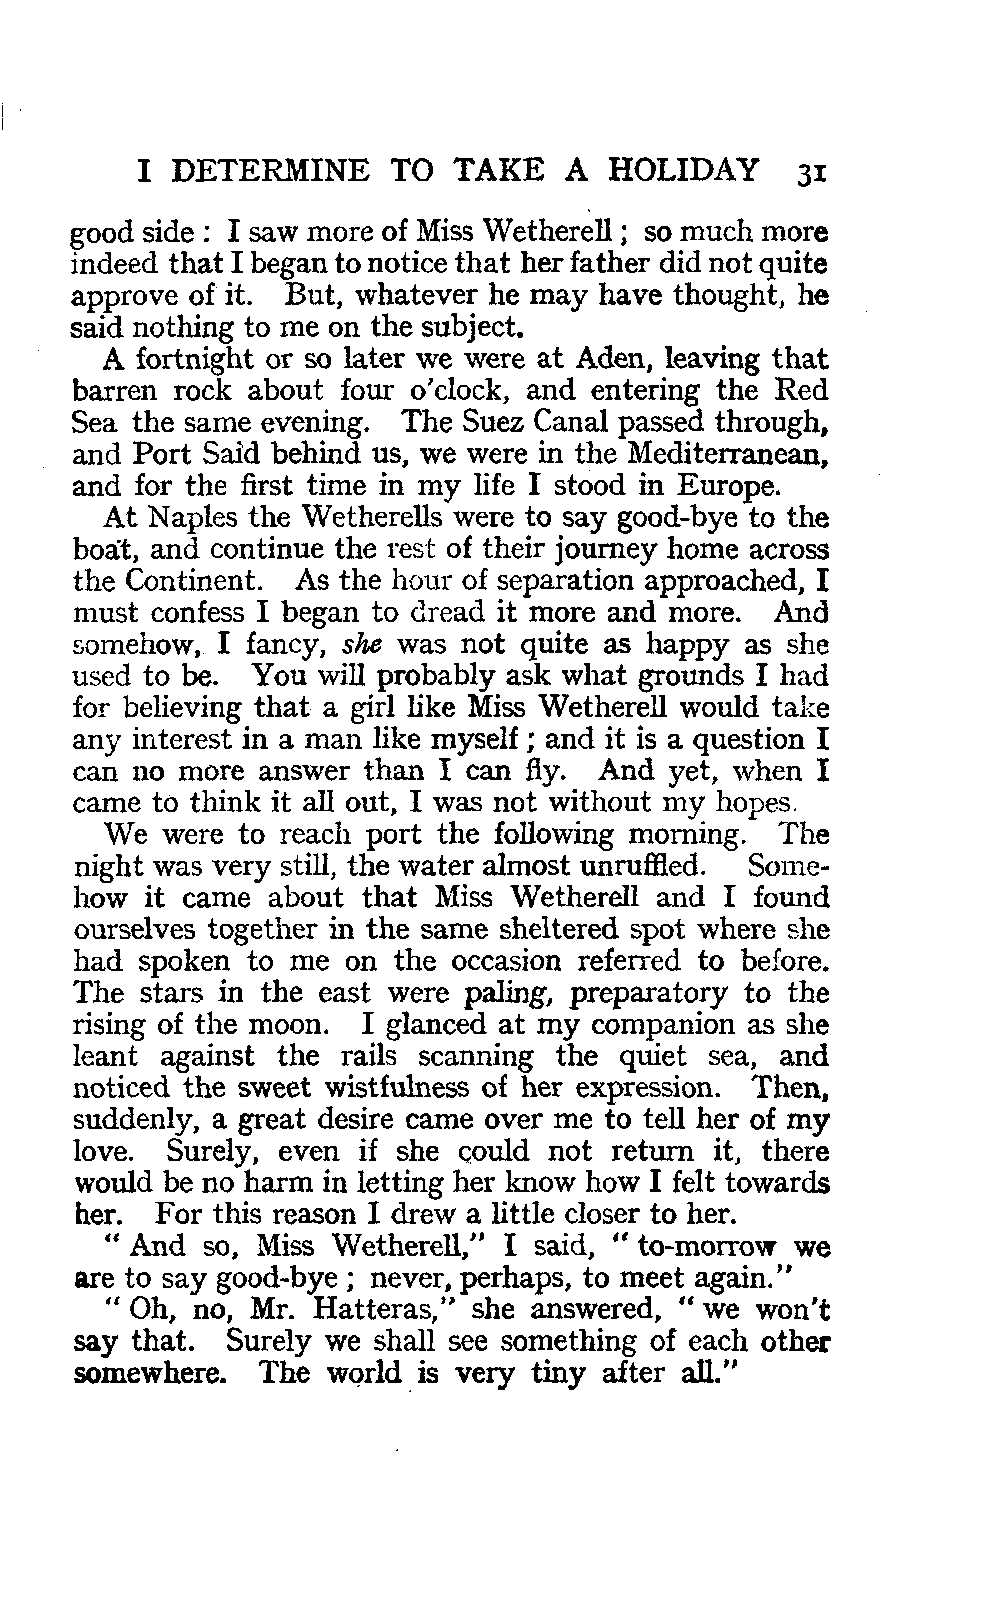 I DETERMINE TO TAKE A HOLIDAY 31
good side : I saw more of Miss Wetherell ; so much more
indeed that I began to notice that her father did not quite
approve of it. But, whatever he may have thought, he
said nothing to me on the subject.
A fortnight or so later we were at Aden, leaving that
barren rock about four o'clock, and entering the Red
Sea the same evening. The Suez Canal passed through,
and Port Said behind us, we were in the Mediterranean,
and for the first time in my life I stood in Europe.
At Naples the Wetherells were to say good-bye to the
boat, and continue the rest of their journey home across
the Continent. As the hour of separation approached, I
must confess I began to dread it more and more. And
somehow, I fancy, she was not quite as happy as she
used to be. You will probably ask what grounds I had
for believing that a girl like Miss Wetherell would take
any interest in a man like myself ; and it is a question I
can no more answer than I can fly. And yet, when I
came to think it all out, I was not without my hopes.
We were to reach port the following morning. The
night was very still, the water almost unruffled. Some-
how it came about that Miss Wetherell and I found
ourselves together in the same sheltered spot where she
had spoken to me on the occasion referred to before.
The stars in the east were paling, preparatory to the
rising of the moon. I glanced at my companion as she
leant against the rails scanning the quiet sea, and
noticed the sweet wistfulness of her expression. Then,
suddenly, a great desire came over me to tell her of my
love. Surely, even if she could not return it, there
would be no harm in letting her know how I felt towards
her. For this reason I drew a little closer to her.
" And so, Miss Wetherell," I said, " to-morrow we
are to say good-bye ; never, perhaps, to meet again."
" Oh, no, Mr. Hatteras," she answered, " we won't
say that. Surely we shall see something of each other
somewhere. The world is very tiny after all."